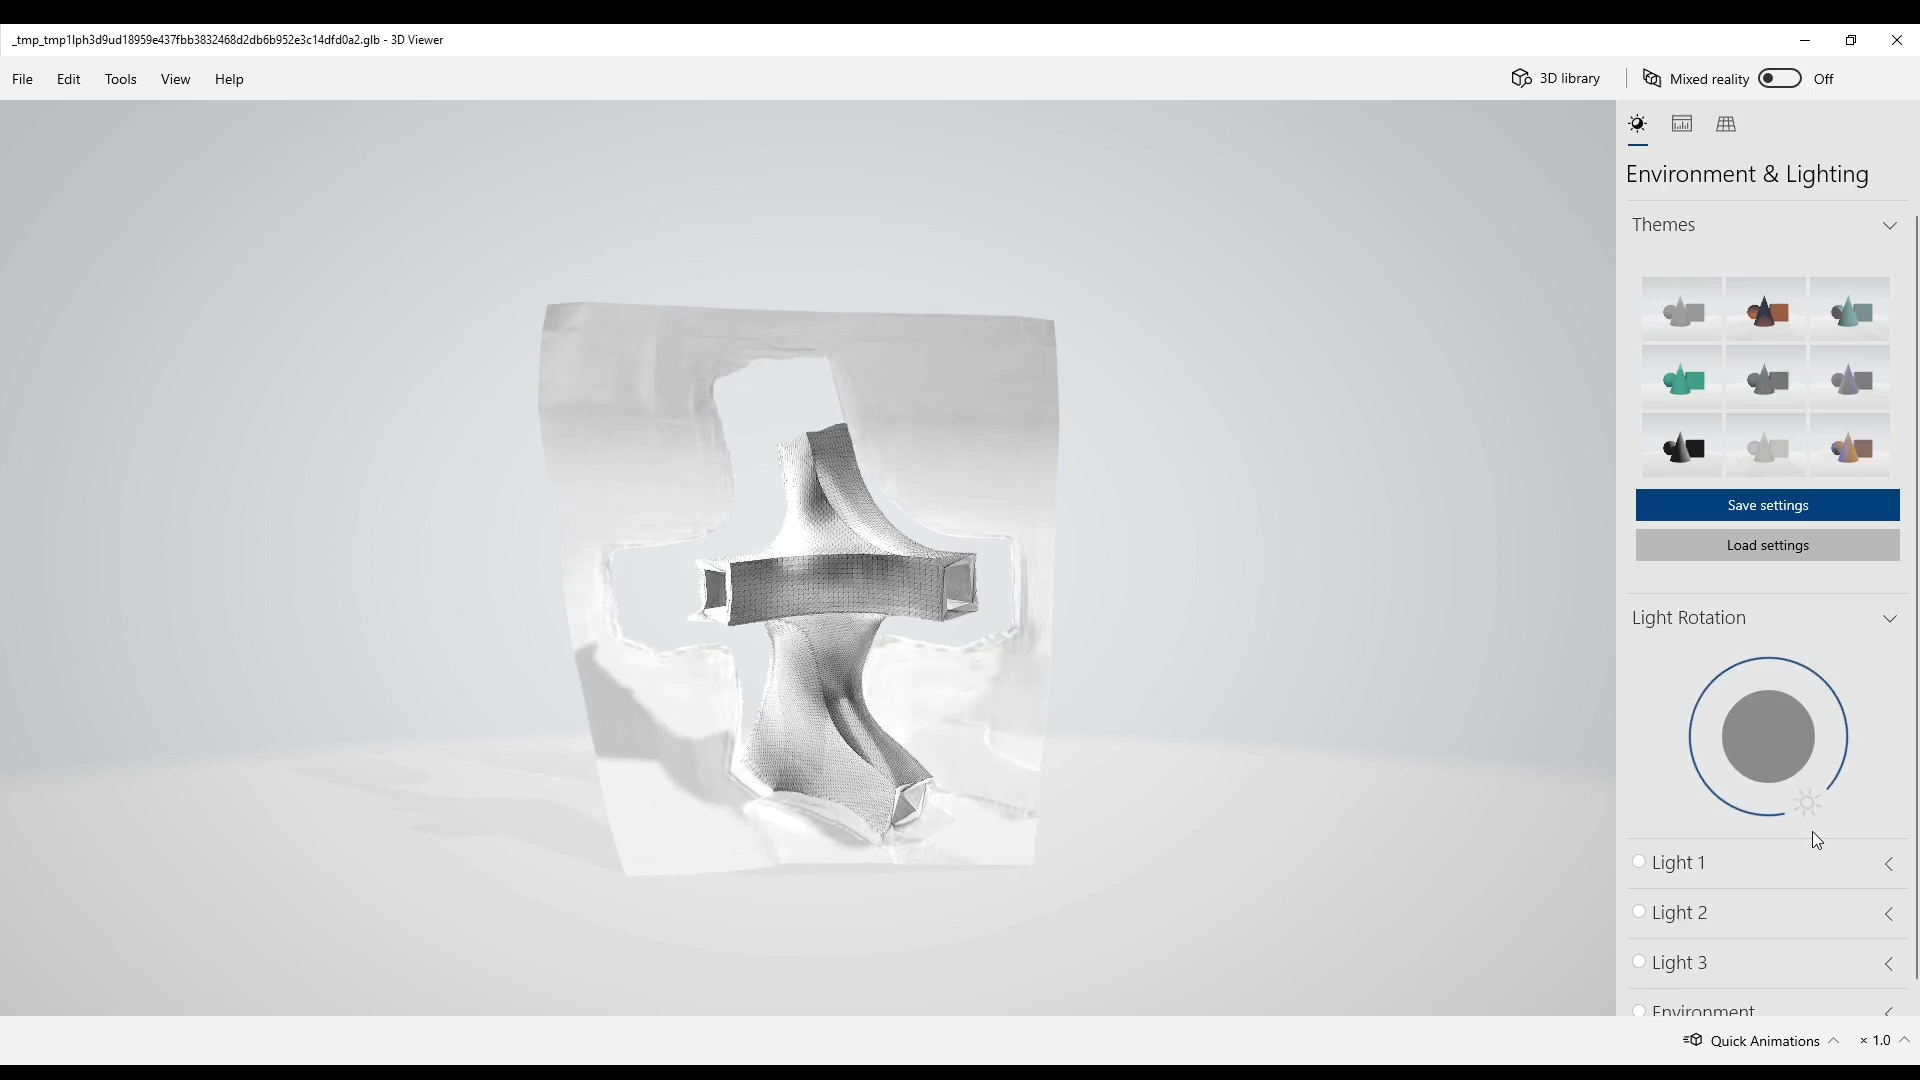 _tmp_tmp1lph3d9ud18959e437fbb3832468d2db6b952e3c14dfd0a2.glb - 3D Viewer
File Edit Tools View Help
3D library
Mixed reality Off
Environment & Lighting
Themes
Save settings
Load settings
Light Rotation
Light 1
Light 2
Light 3
Environment
Quick Animations × 1.0